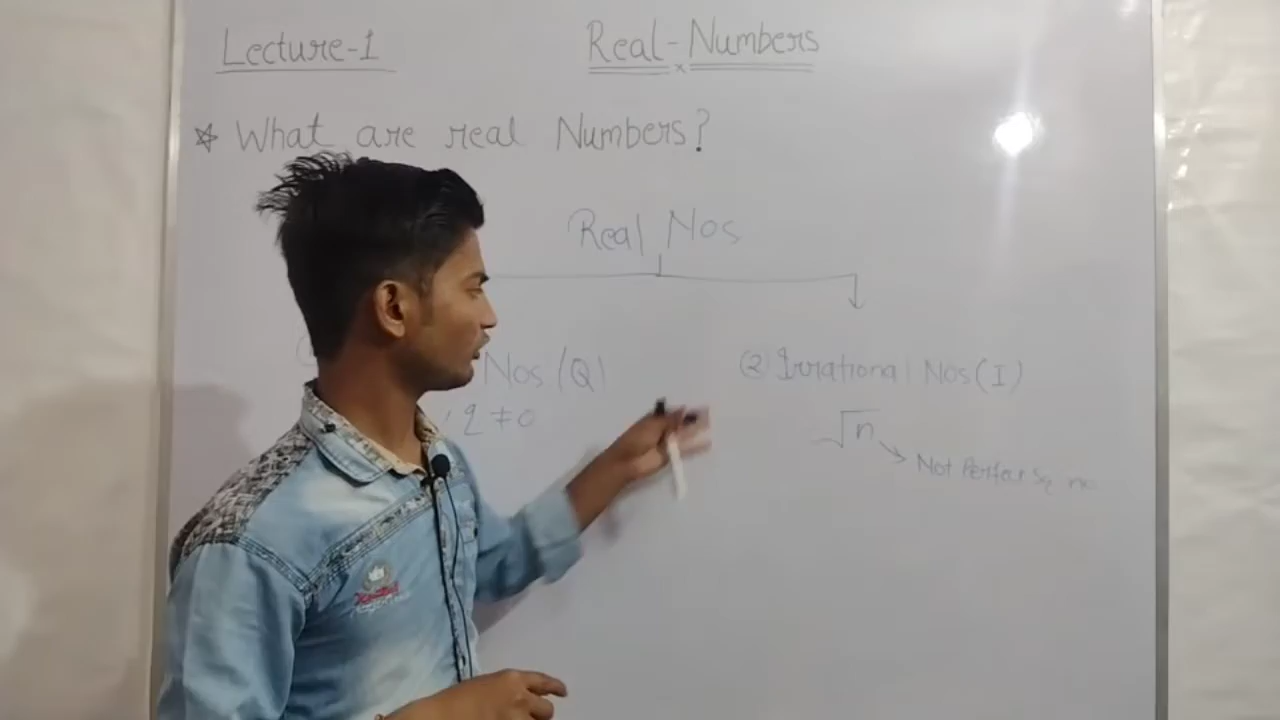 Lecture-1
Real-Numbers
What are real Numbers?
Real Nos
Nos (Q)
, q ≠ 0
② Irrational Nos (I)
√n
Not Perfect Sq no